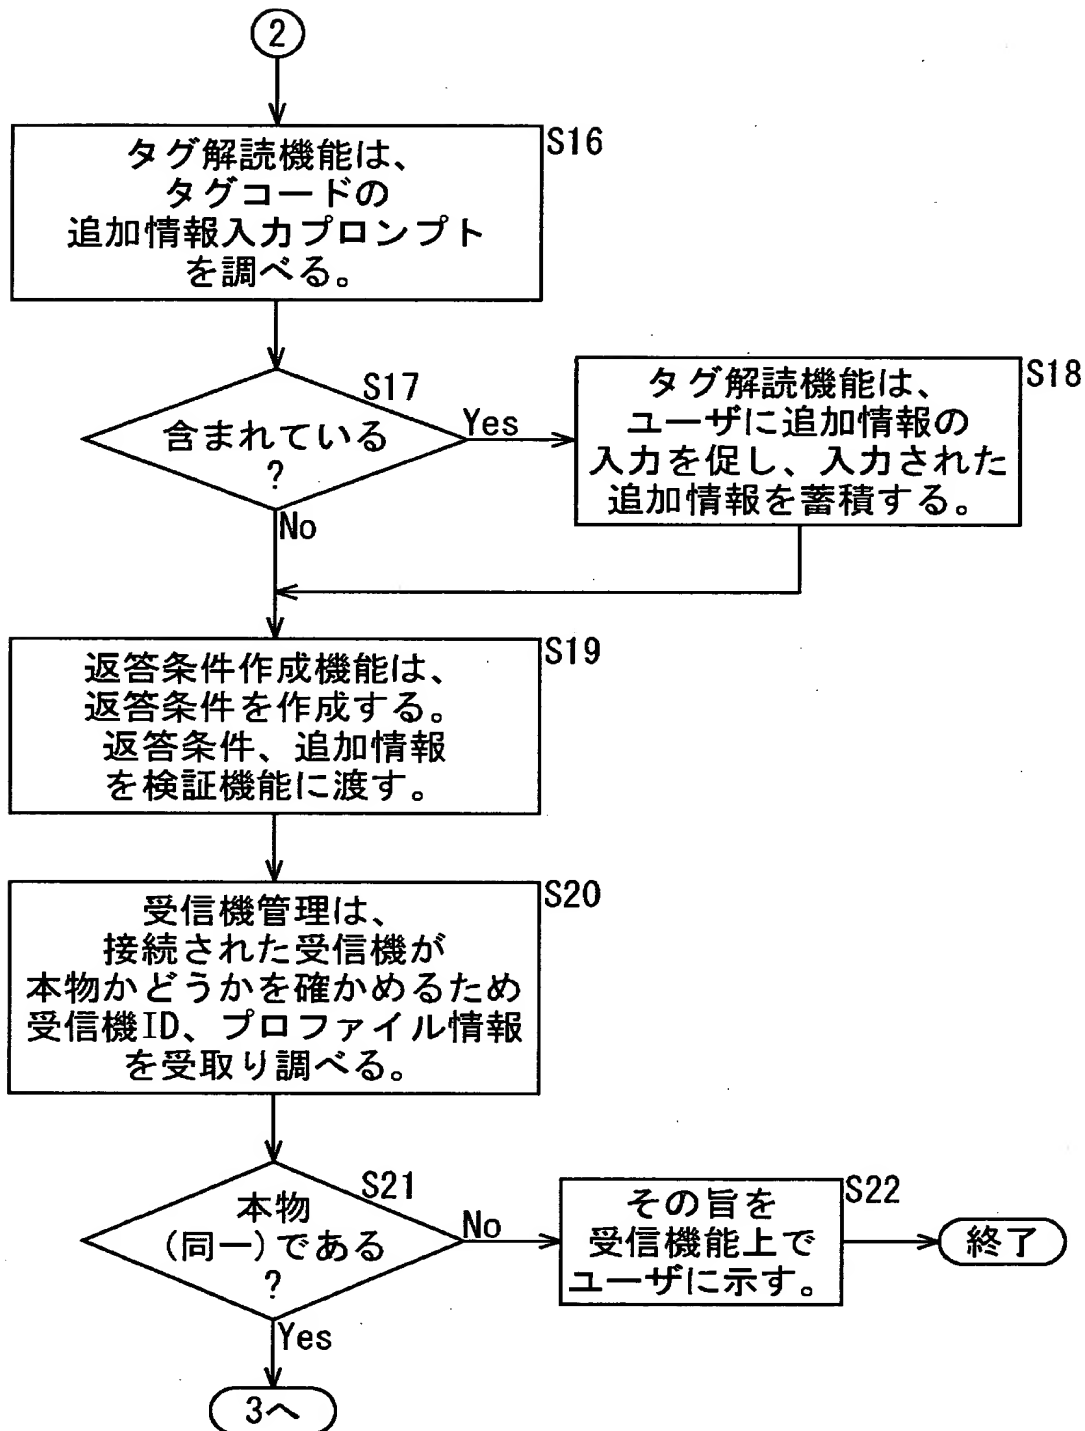 2
S16
タグ解読機能は、
タグコードの
追加情報入力プロンプト
を調べる。
S17
含まれている
?
Yes
No
S18
タグ解読機能は、
ユーザに追加情報の
入力を促し、入力された
追加情報を蓄積する。
S19
返答条件作成機能は、
返答条件を作成する。
返答条件、追加情報
を検証機能に渡す。
S20
受信機管理は、
接続された受信機が
本物かどうかを確かめるため
受信機ID、プロファイル情報
を受取り調べる。
S21
本物
(同一)である
?
No
Yes
S22
その旨を
受信機能上で
ユーザに示す。
終了
3へ